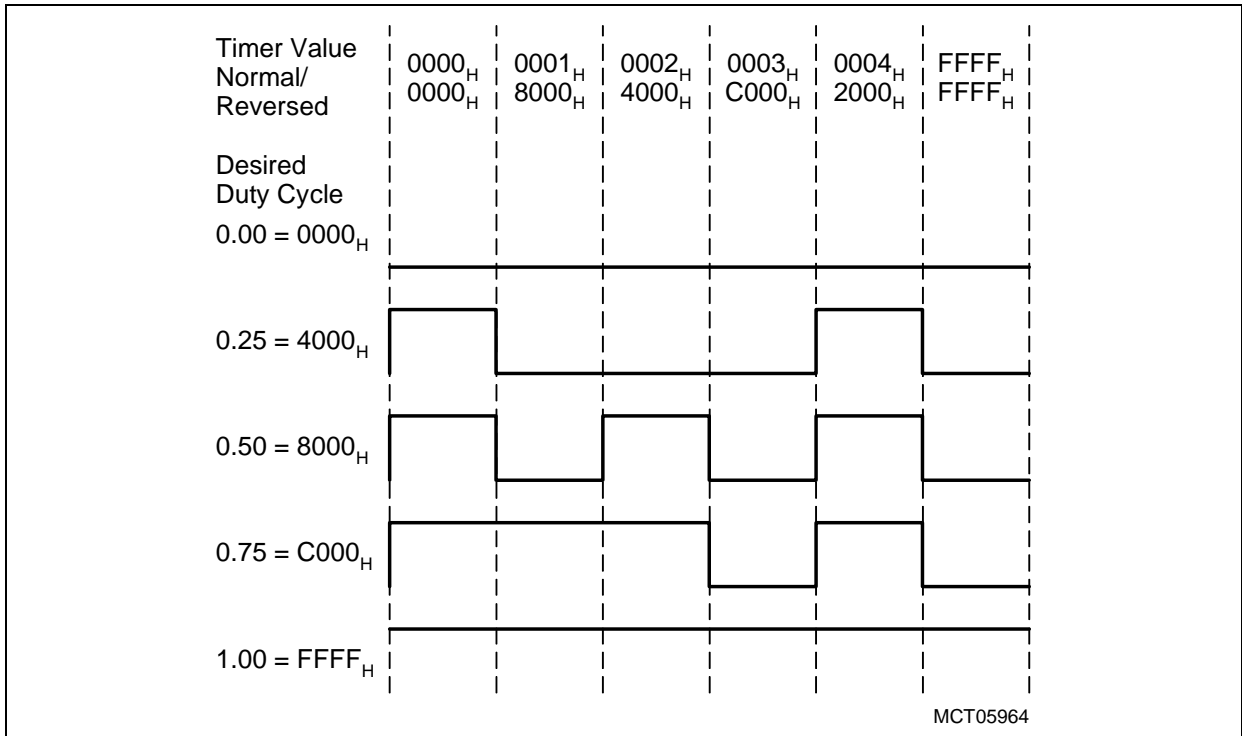 Timer Value
Normal/
Reversed
0000H 0001H 0002H 0003H 0004H FFFFH
0000H 8000H 4000H C000H 2000H FFFFH
Desired
Duty Cycle
0.00 = 0000H
0.25 = 4000H
0.50 = 8000H
0.75 = C000H
1.00 = FFFFH
MCT05964